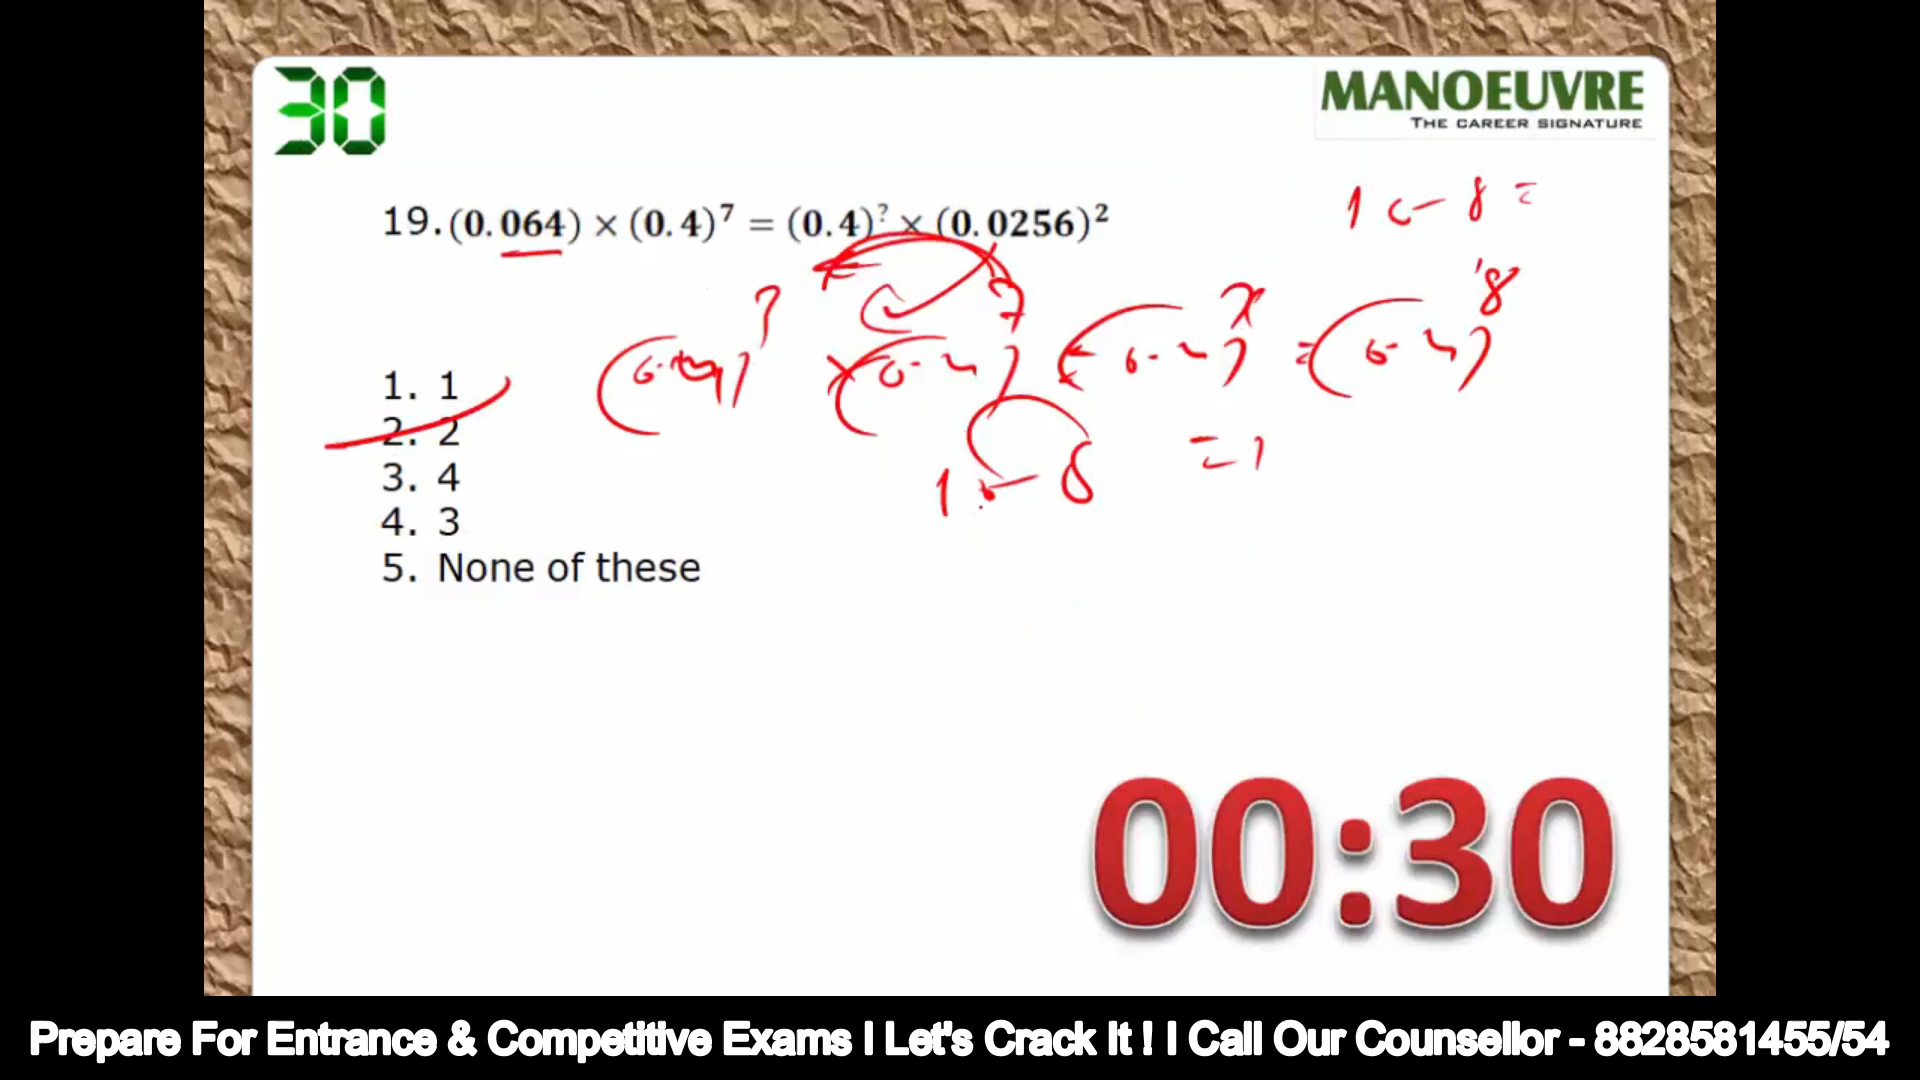 30
MANOEUVRE
THE CAREER SIGNATURE
19. (0.064) × (0.4)⁷ = (0.4)^? × (0.0256)²
1. 1
2. 2
3. 4
4. 3
5. None of these
00:30
Prepare For Entrance & Competitive Exams I Let's Crack It ! I Call Our Counsellor - 8828581455/54